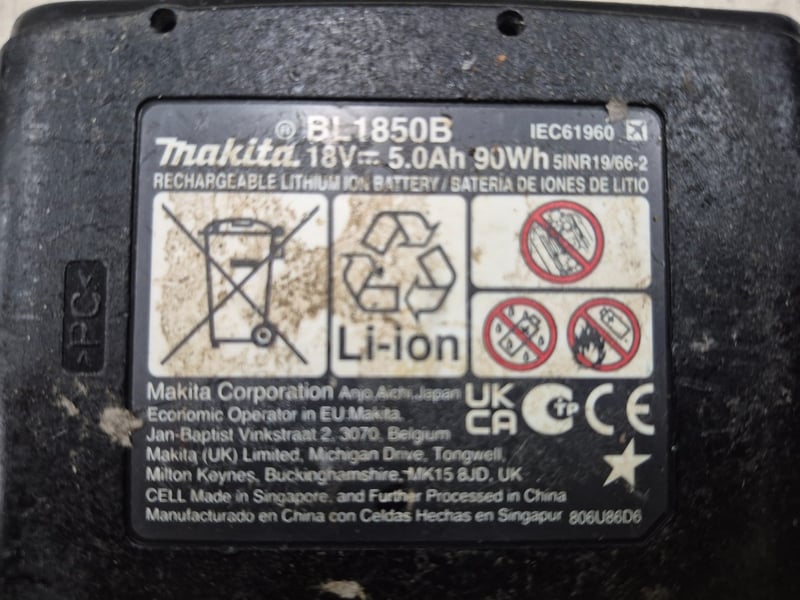 ® BL1850B IEC61960
makita 18V⎓ 5.0Ah 90Wh 5INR19/66-2
RECHARGEABLE LITHIUM ION BATTERY / BATERÍA DE IONES DE LITIO
>PC<
Li-ion
Makita Corporation Anjo, Aichi, Japan
Economic Operator in EU: Makita.
Jan-Baptist Vinkstraat 2, 3070, Belgium
Makita (UK) Limited, Michigan Drive, Tongwell,
Milton Keynes, Buckinghamshire, MK15 8JD, UK
UK
CA
CTP
CE
CELL Made in Singapore, and Further Processed in China
Manufacturado en China con Celdas Hechas en Singapur 806U86D6